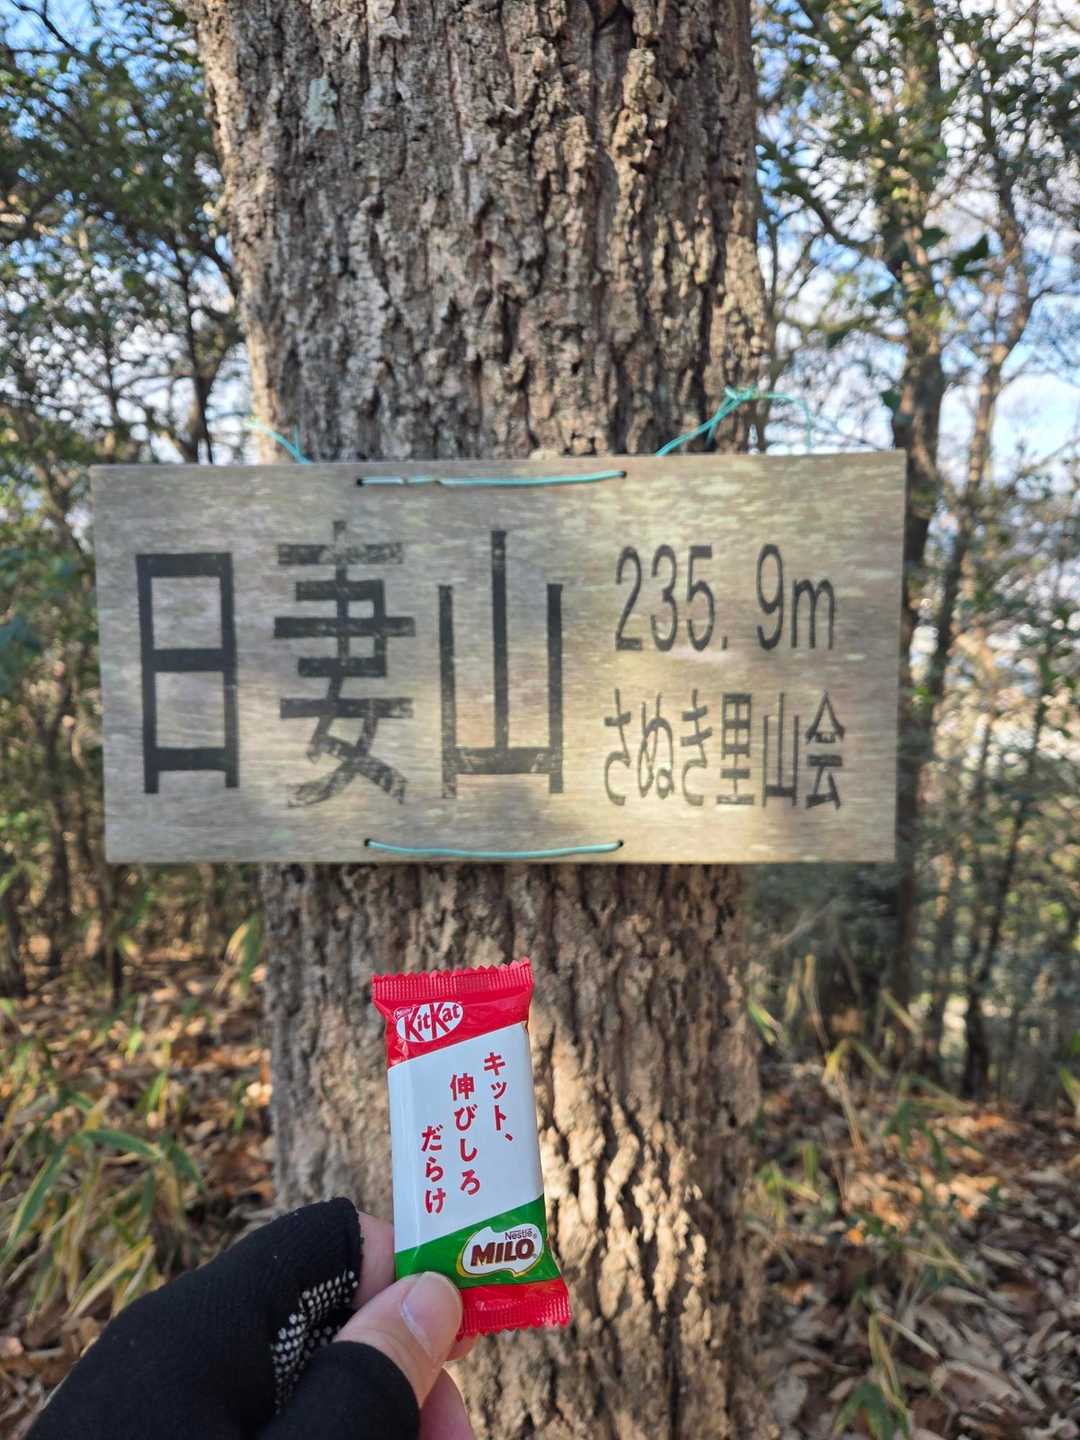 日妻山
235.9m
さぬき里山会
KitKat
キット、
伸びしろ
だらけ
Nestlé
MILO